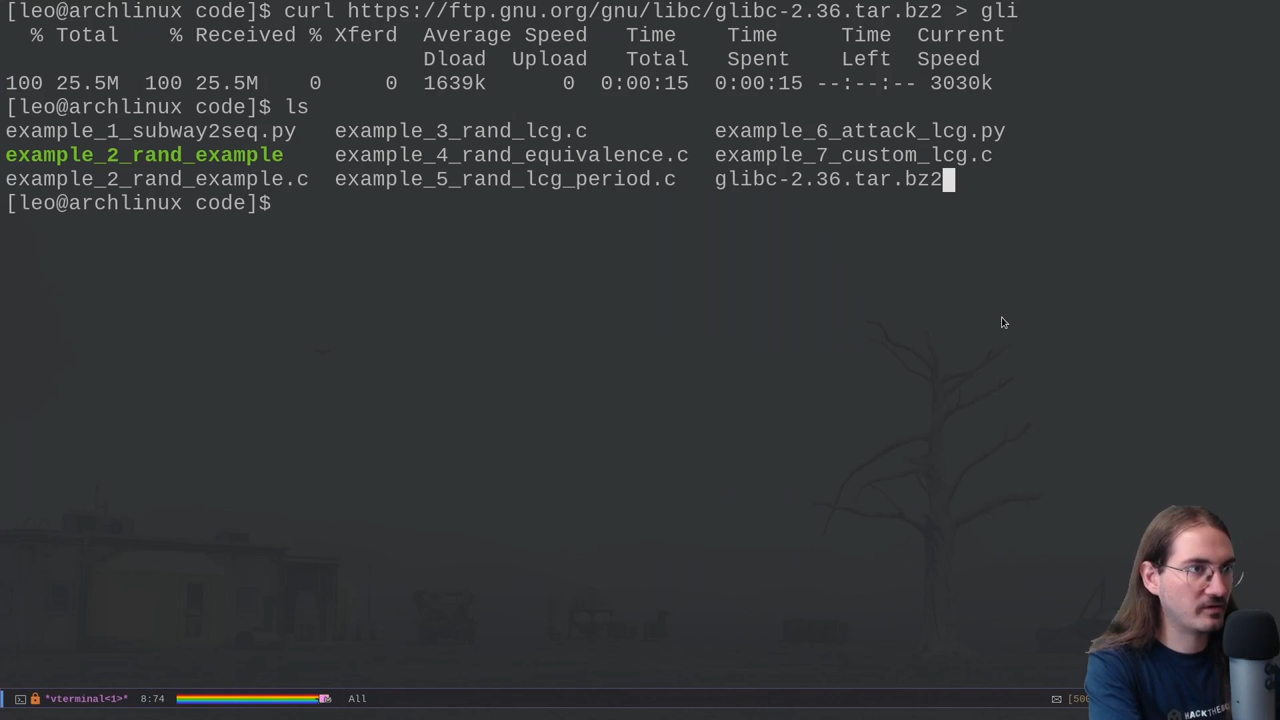 [leo@archlinux code]$ curl https://ftp.gnu.org/gnu/libc/glibc-2.36.tar.bz2 > gli
% Total % Received % Xferd Average Speed Time Time Time Current
Dload Upload Total Spent Left Speed
100 25.5M 100 25.5M 0 0 1639k 0 0:00:15 0:00:15 --:--:-- 3030k
[leo@archlinux code]$ ls
example_1_subway2seq.py example_3_rand_lcg.c example_6_attack_lcg.py
example_2_rand_example example_4_rand_equivalence.c example_7_custom_lcg.c
example_2_rand_example.c example_5_rand_lcg_period.c glibc-2.36.tar.bz2
[leo@archlinux code]$
*vterminal<1>* 8:74 All
HACKTHEBO